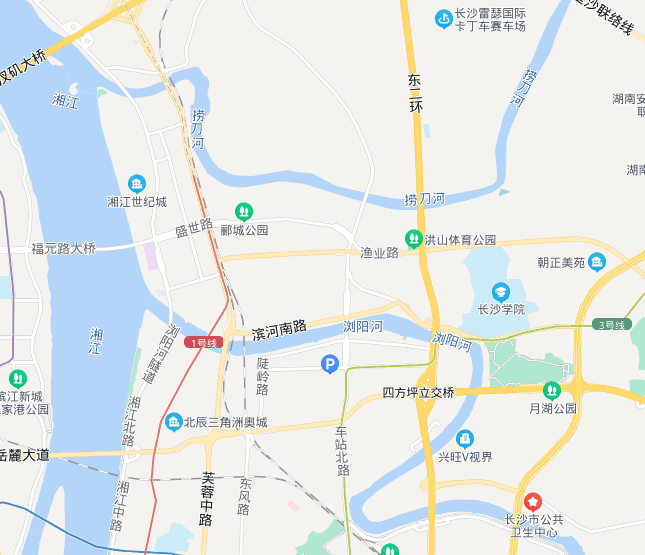 长沙雷瑟国际
卡丁车赛车场
沙联络线
汊矶大桥
东二环
捞刀河
湘江
捞刀河
湖南安
职
湖南
捞刀河
湘江世纪城
郦城公园
盛世路
洪山体育公园
福元路大桥
渔业路
朝正美苑
长沙学院
浏阳河
滨河南路
3号线
湘江
1号线
浏阳河
浏阳河隧道
陡岭路
P
滨江新城
家港公园
四方坪立交桥
月湖公园
湘江北路
北辰三角洲奥城
车站北路
兴旺V视界
岳麓大道
芙蓉中路
东风路
湘江中路
长沙市公共
卫生中心